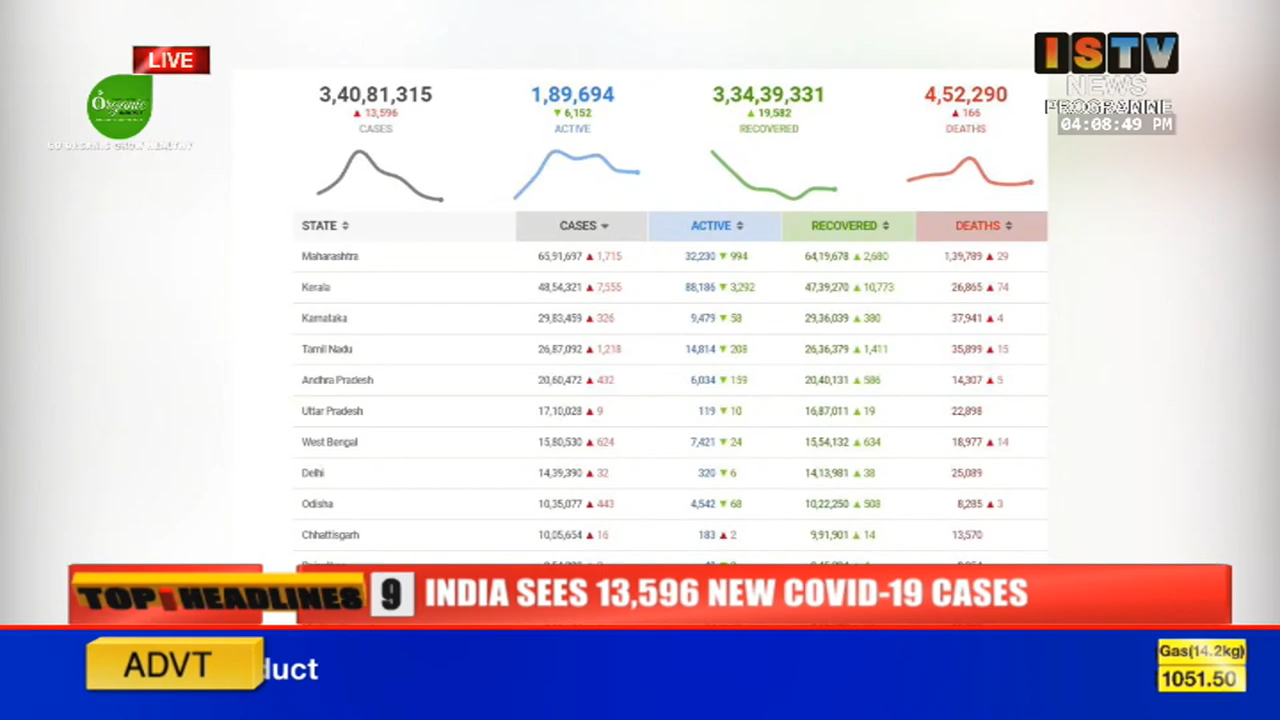 LIVE
Organic
GO ORGANIC GROW HEALTHY
ISTV
NEWS
PROGRAMME
04:08:49 PM
3,40,81,315 1,89,694 3,34,39,331 4,52,290
▲ 13,596 ▼ 6,152 ▲ 19,582 ▲ 166
CASES ACTIVE RECOVERED DEATHS
STATE CASES ACTIVE RECOVERED DEATHS
Maharashtra 65,91,697 ▲ 1,715 32,230 ▼ 994 64,19,678 ▲ 2,680 1,39,789 ▲ 29
Kerala 48,54,321 ▲ 7,555 88,186 ▼ 3,292 47,39,270 ▲ 10,773 26,865 ▲ 74
Karnataka 29,83,459 ▲ 326 9,479 ▼ 58 29,36,039 ▲ 380 37,941 ▲ 4
Tamil Nadu 26,87,092 ▲ 1,218 14,814 ▼ 208 26,36,379 ▲ 1,411 35,899 ▲ 15
Andhra Pradesh 20,60,472 ▲ 432 6,034 ▼ 159 20,40,131 ▲ 586 14,307 ▲ 5
Uttar Pradesh 17,10,028 ▲ 9 119 ▼ 10 16,87,011 ▲ 19 22,898
West Bengal 15,80,530 ▲ 624 7,421 ▼ 24 15,54,132 ▲ 634 18,977 ▲ 14
Delhi 14,39,390 ▲ 32 320 ▼ 6 14,13,981 ▲ 38 25,089
Odisha 10,35,077 ▲ 443 4,542 ▼ 68 10,22,250 ▲ 508 8,285 ▲ 3
Chhattisgarh 10,05,654 ▲ 16 183 ▲ 2 9,91,901 ▲ 14 13,570
TOP HEADLINES 9 INDIA SEES 13,596 NEW COVID-19 CASES
ADVT duct
Gas(14.2kg)
1051.50